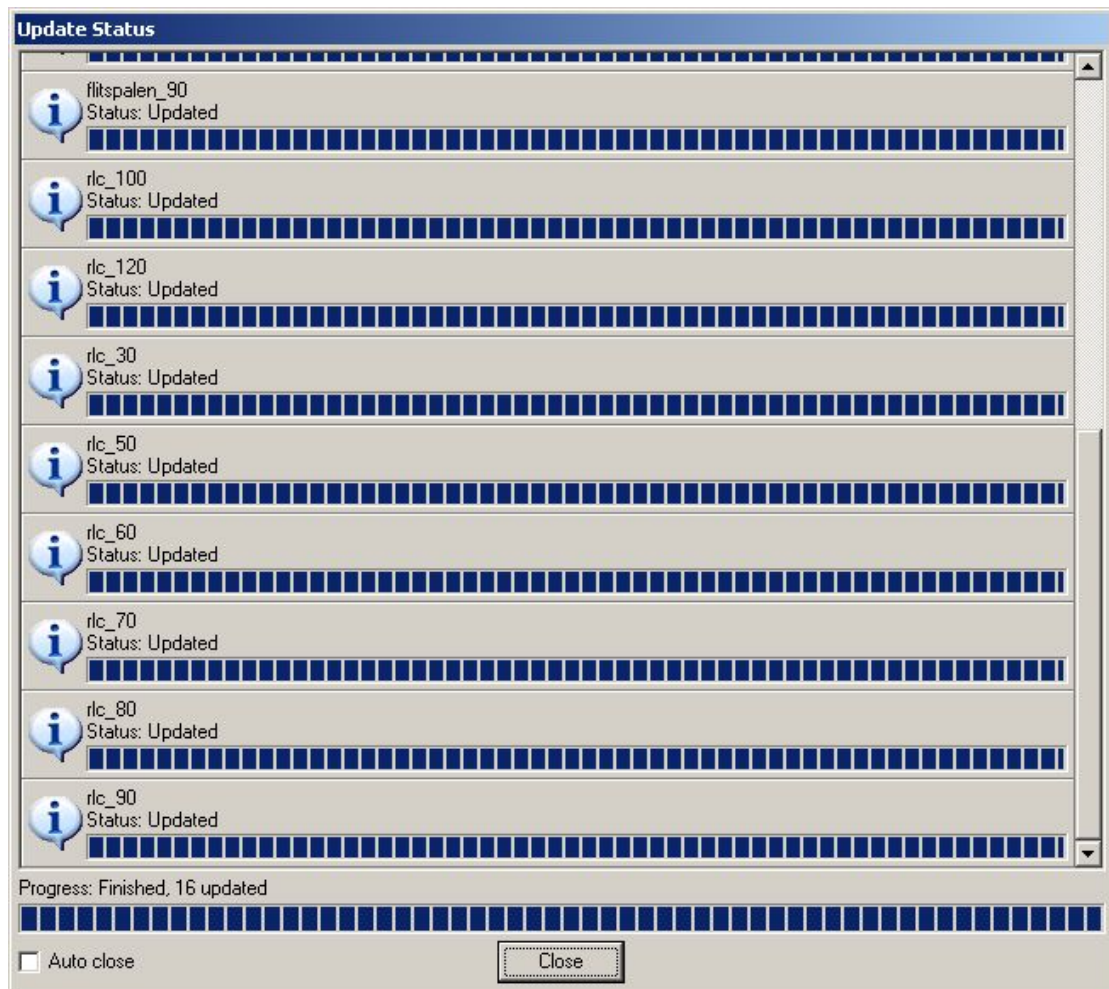 Update Status
flitspalen_90
Status: Updated
rlc_100
Status: Updated
rlc_120
Status: Updated
rlc_30
Status: Updated
rlc_50
Status: Updated
rlc_60
Status: Updated
rlc_70
Status: Updated
rlc_80
Status: Updated
rlc_90
Status: Updated
Progress: Finished, 16 updated
Auto close
Close